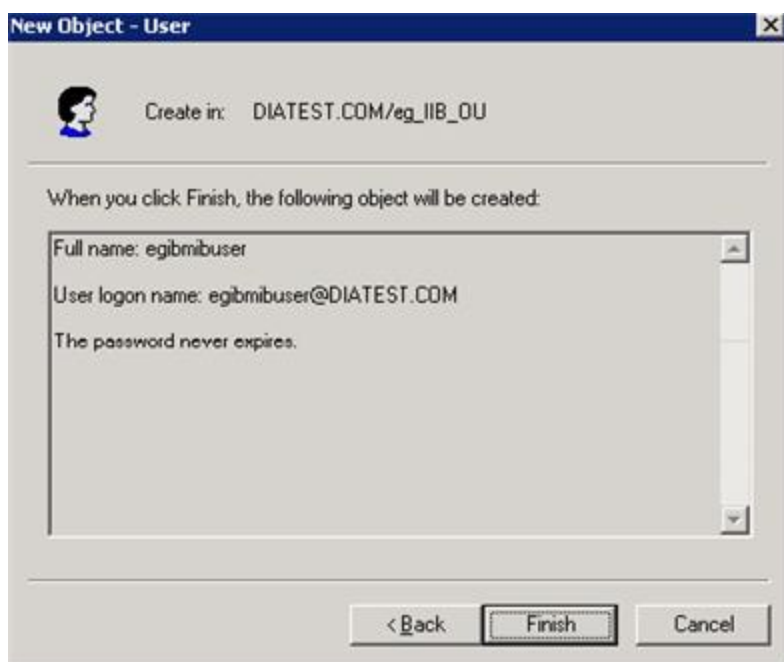 New Object - User
Create in: DIATEST.COM/eg_IIB_OU
When you click Finish, the following object will be created:
Full name: egibmibuser
User logon name: egibmibuser@DIATEST.COM
The password never expires.
< Back Finish Cancel